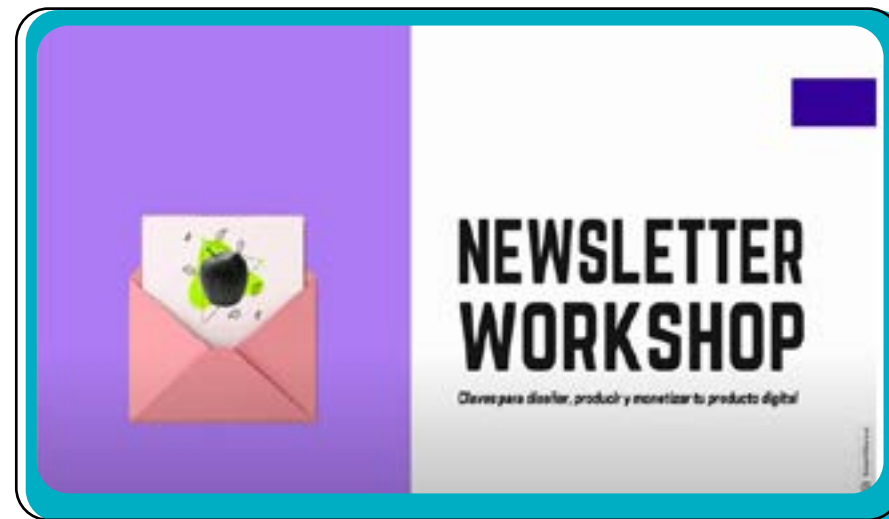 NEWSLETTER
WORKSHOP
Claves para diseñar, producir y monetizar tu producto digital